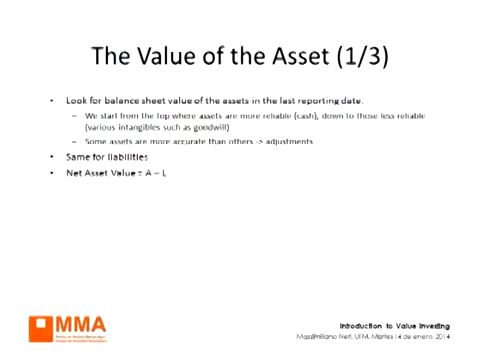 The Value of the Asset (1/3)
• Look for balance sheet value of the assets in the last reporting date.
– We start from the top where assets are more reliable (cash), down to those less reliable
(various intangibles such as goodwill)
– Some assets are more accurate than others -> adjustments
• Same for liabilities
• Net Asset Value = A – L
MMA
Introduction to Value Investing
Massimiliano Neri, UFM, Martes 14 de enero, 2014